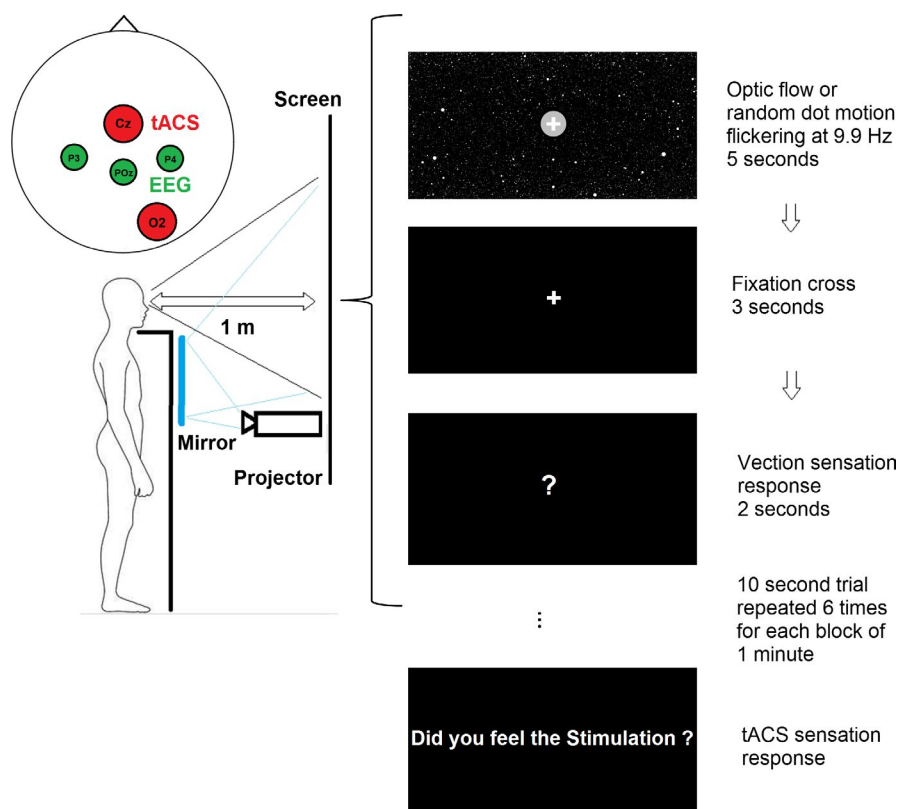 Cz
tACS
P3
POz
P4
EEG
O2
Screen
1 m
Mirror
Projector
Optic flow or
random dot motion
flickering at 9.9 Hz
5 seconds
Fixation cross
3 seconds
?
Vection sensation
response
2 seconds
10 second trial
repeated 6 times
for each block of
1 minute
Did you feel the Stimulation ?
tACS sensation
response